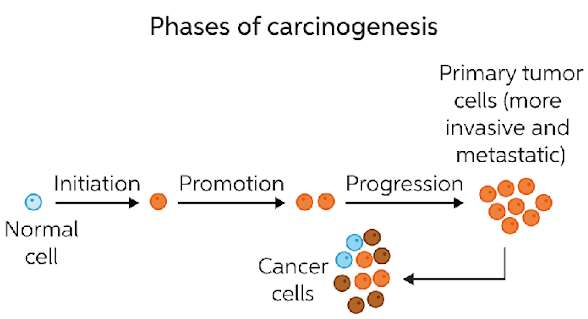 Phases of carcinogenesis
Primary tumor
cells (more
invasive and
metastatic)
Initiation
Promotion
Progression
Normal
cell
Cancer
cells